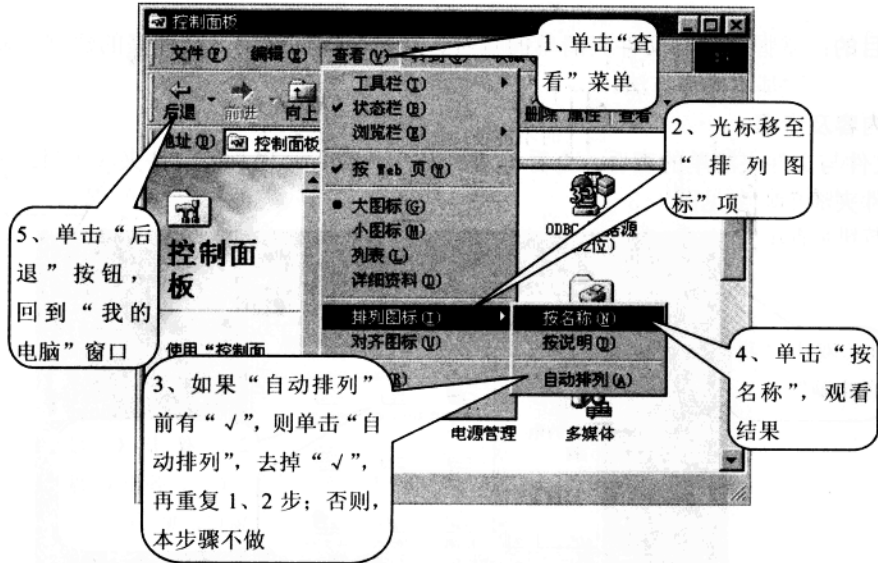 控制面板
文件(F) 编辑(E) 查看(V)
后退 前进 向上 删除 属性 查看
地址(D) 控制面板
工具栏(T)
✓ 状态栏(B)
浏览栏(E)
✓ 按 Web 页(W)
● 大图标(G)
小图标(M)
列表(L)
详细资料(D)
排列图标(I)
对齐图标(U)
按名称(N)
按说明(D)
自动排列(A)
控制面
板
使用“控制面
ODBC
32位)
电源管理
多媒体
1、单击“查
看”菜单
2、光标移至
“排列图
标”项
3、如果“自动排列”
前有“√”,则单击“自
动排列”,去掉“√”,
再重复 1、2 步;否则,
本步骤不做
4、单击“按
名称”,观看
结果
5、单击“后
退”按钮,
回到“我的
电脑”窗口